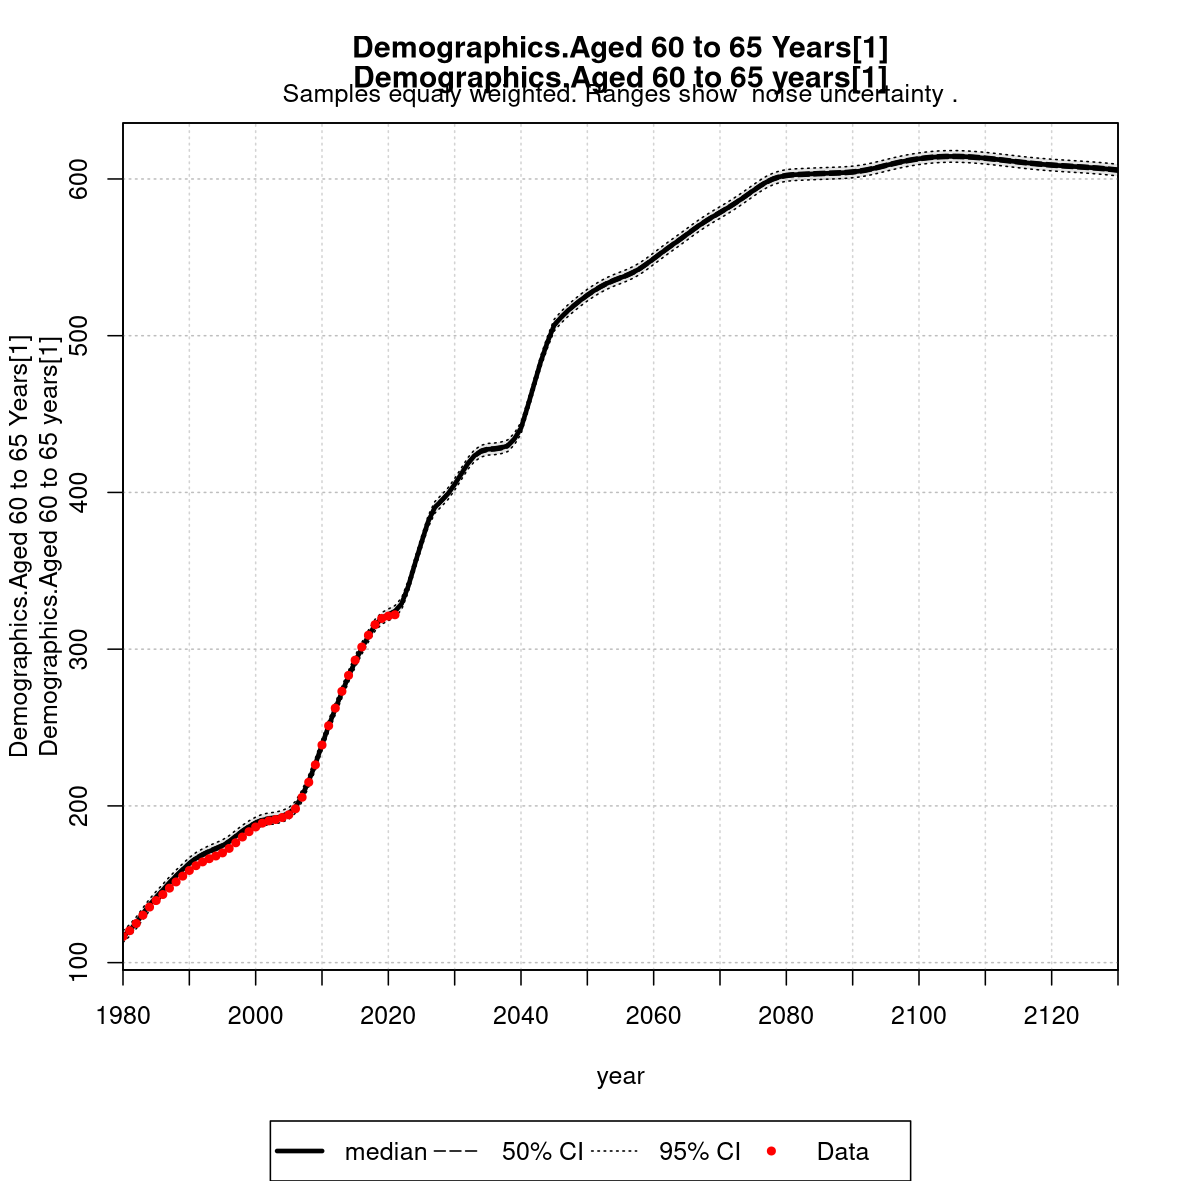 Demographics.Aged 60 to 65 Years[1]
Demographics.Aged 60 to 65 years[1]
Samples equaly weighted. Ranges show  noise uncertainty .
Demographics.Aged 60 to 65 Years[1]
Demographics.Aged 60 to 65 years[1]
600
500
400
300
200
100
1980 2000 2020 2040 2060 2080 2100 2120
year
median 50% CI 95% CI Data